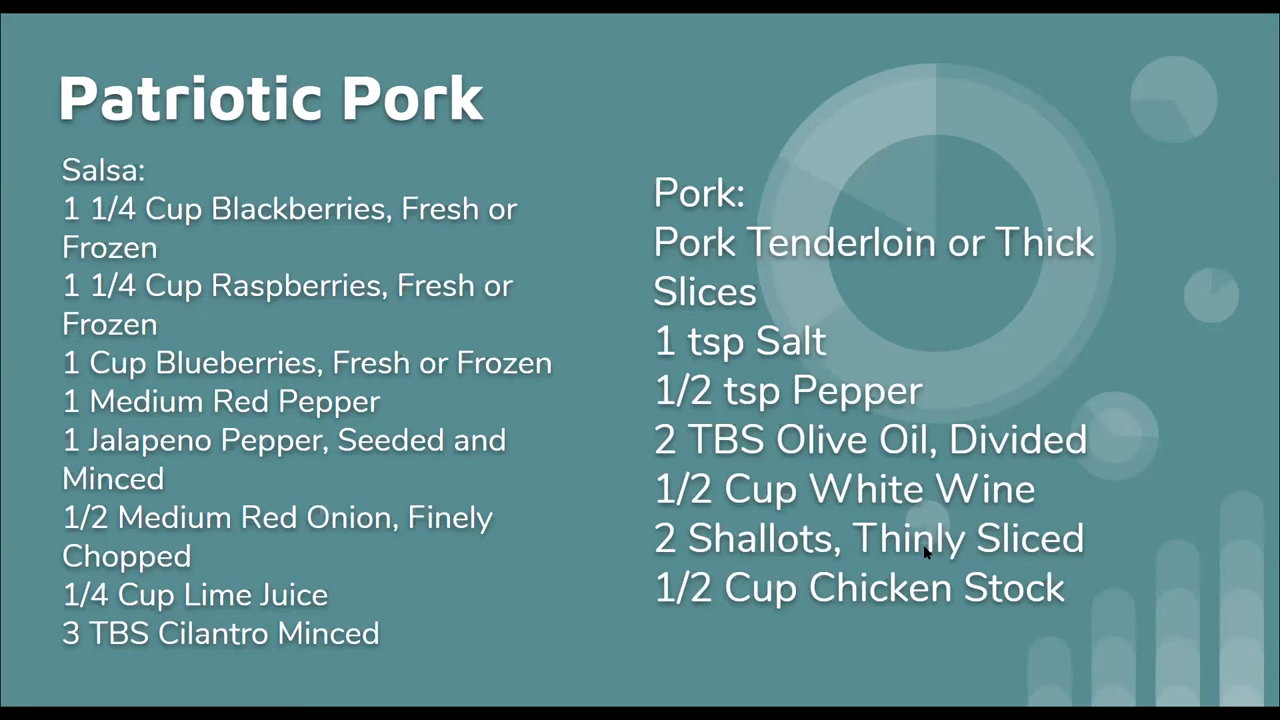 Patriotic Pork
Salsa:
1 1/4 Cup Blackberries, Fresh or
Frozen
1 1/4 Cup Raspberries, Fresh or
Frozen
1 Cup Blueberries, Fresh or Frozen
1 Medium Red Pepper
1 Jalapeno Pepper, Seeded and
Minced
1/2 Medium Red Onion, Finely
Chopped
1/4 Cup Lime Juice
3 TBS Cilantro Minced
Pork:
Pork Tenderloin or Thick
Slices
1 tsp Salt
1/2 tsp Pepper
2 TBS Olive Oil, Divided
1/2 Cup White Wine
2 Shallots, Thinly Sliced
1/2 Cup Chicken Stock